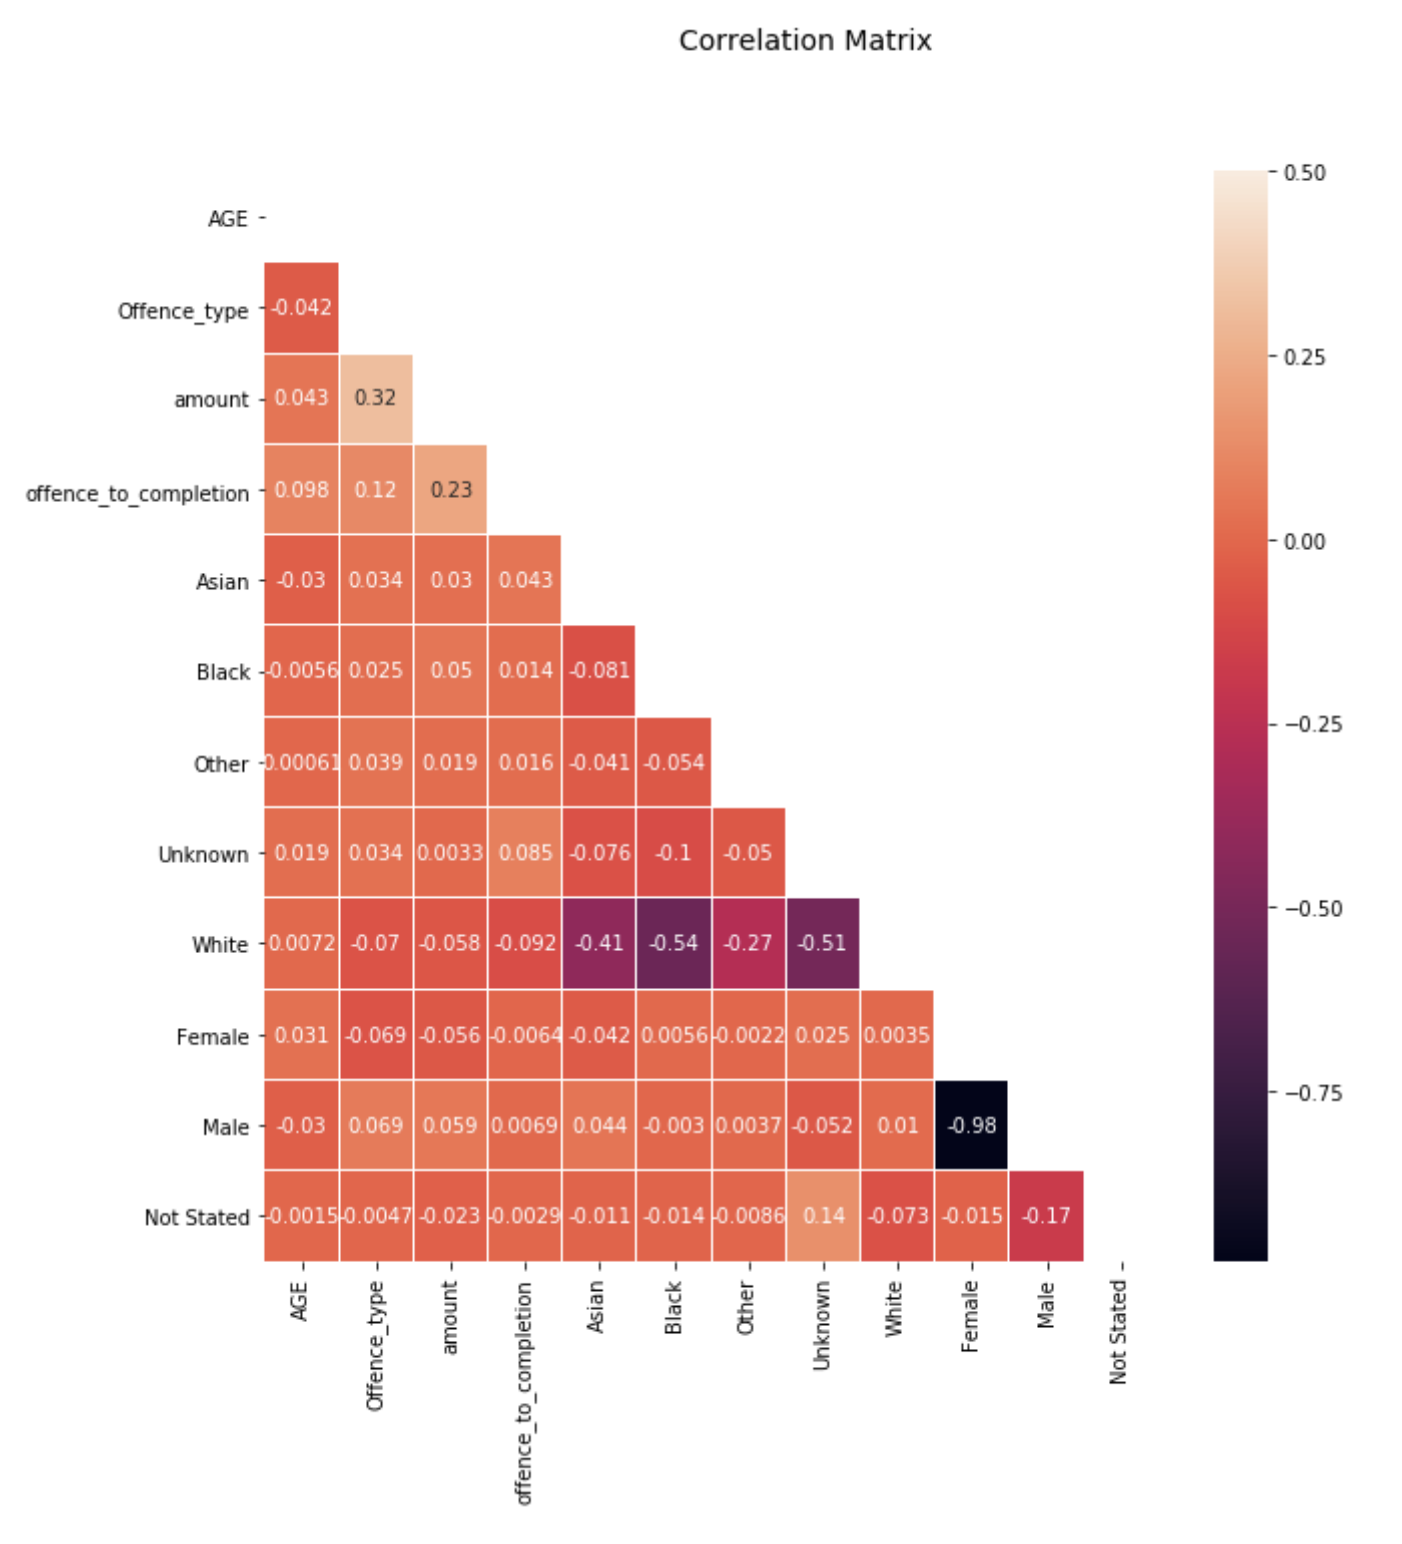 Correlation Matrix
AGE
Offence_type -0.042
amount 0.043 0.32
offence_to_completion 0.098 0.12 0.23
Asian -0.03 0.034 0.03 0.043
Black -0.0056 0.025 0.05 0.014 -0.081
Other 0.00061 0.039 0.019 0.016 -0.041 -0.054
Unknown 0.019 0.034 0.0033 0.085 -0.076 -0.1 -0.05
White 0.0072 -0.07 -0.058 -0.092 -0.41 -0.54 -0.27 -0.51
Female 0.031 -0.069 -0.056 -0.0064 -0.042 0.0056 -0.0022 0.025 0.0035
Male -0.03 0.069 0.059 0.0069 0.044 -0.003 0.0037 -0.052 0.01 -0.98
Not Stated -0.0015 -0.0047 -0.023 -0.0029 -0.011 -0.014 -0.0086 0.14 -0.073 -0.015 -0.17
AGE
Offence_type
amount
offence_to_completion
Asian
Black
Other
Unknown
White
Female
Male
Not Stated
0.50
0.25
0.00
−0.25
−0.50
−0.75